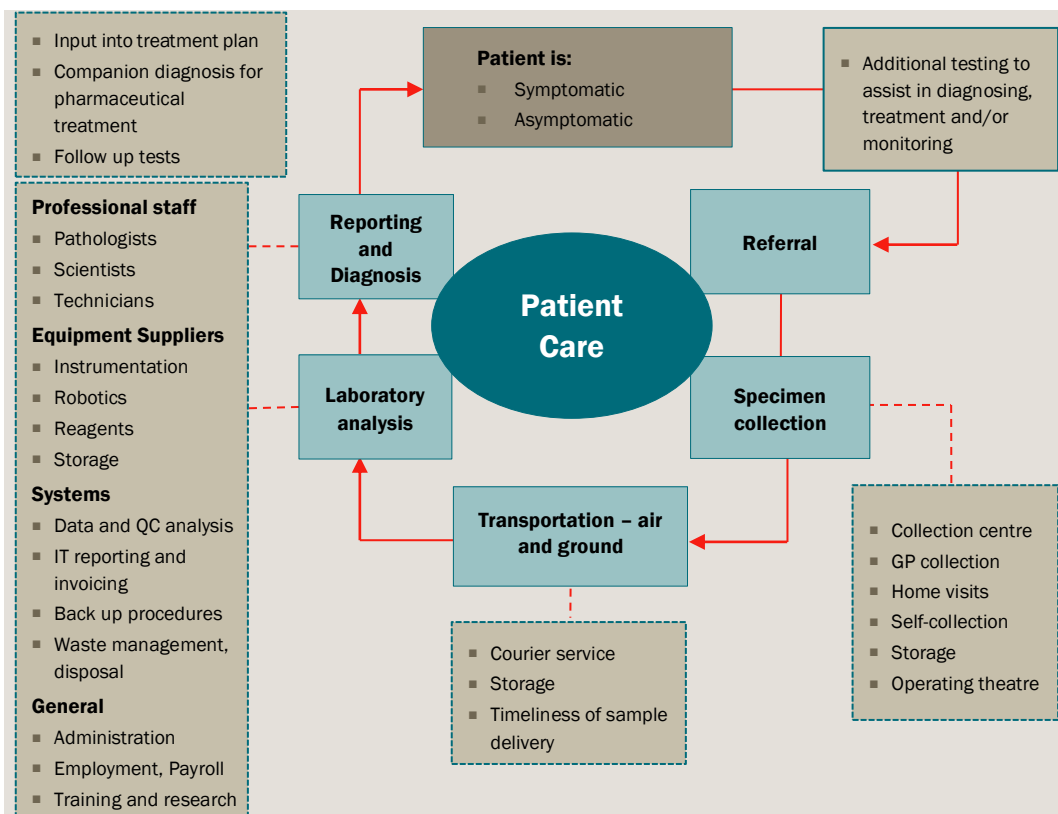 Input into treatment plan
Companion diagnosis for
pharmaceutical
treatment
Follow up tests
Patient is:
Symptomatic
Asymptomatic
Additional testing to
assist in diagnosing,
treatment and/or
monitoring
Professional staff
Pathologists
Scientists
Technicians
Equipment Suppliers
Instrumentation
Robotics
Reagents
Storage
Systems
Data and QC analysis
IT reporting and
invoicing
Back up procedures
Waste management,
disposal
General
Administration
Employment, Payroll
Training and research
Reporting
and
Diagnosis
Referral
Patient
Care
Laboratory
analysis
Specimen
collection
Transportation – air
and ground
Courier service
Storage
Timeliness of sample
delivery
Collection centre
GP collection
Home visits
Self-collection
Storage
Operating theatre